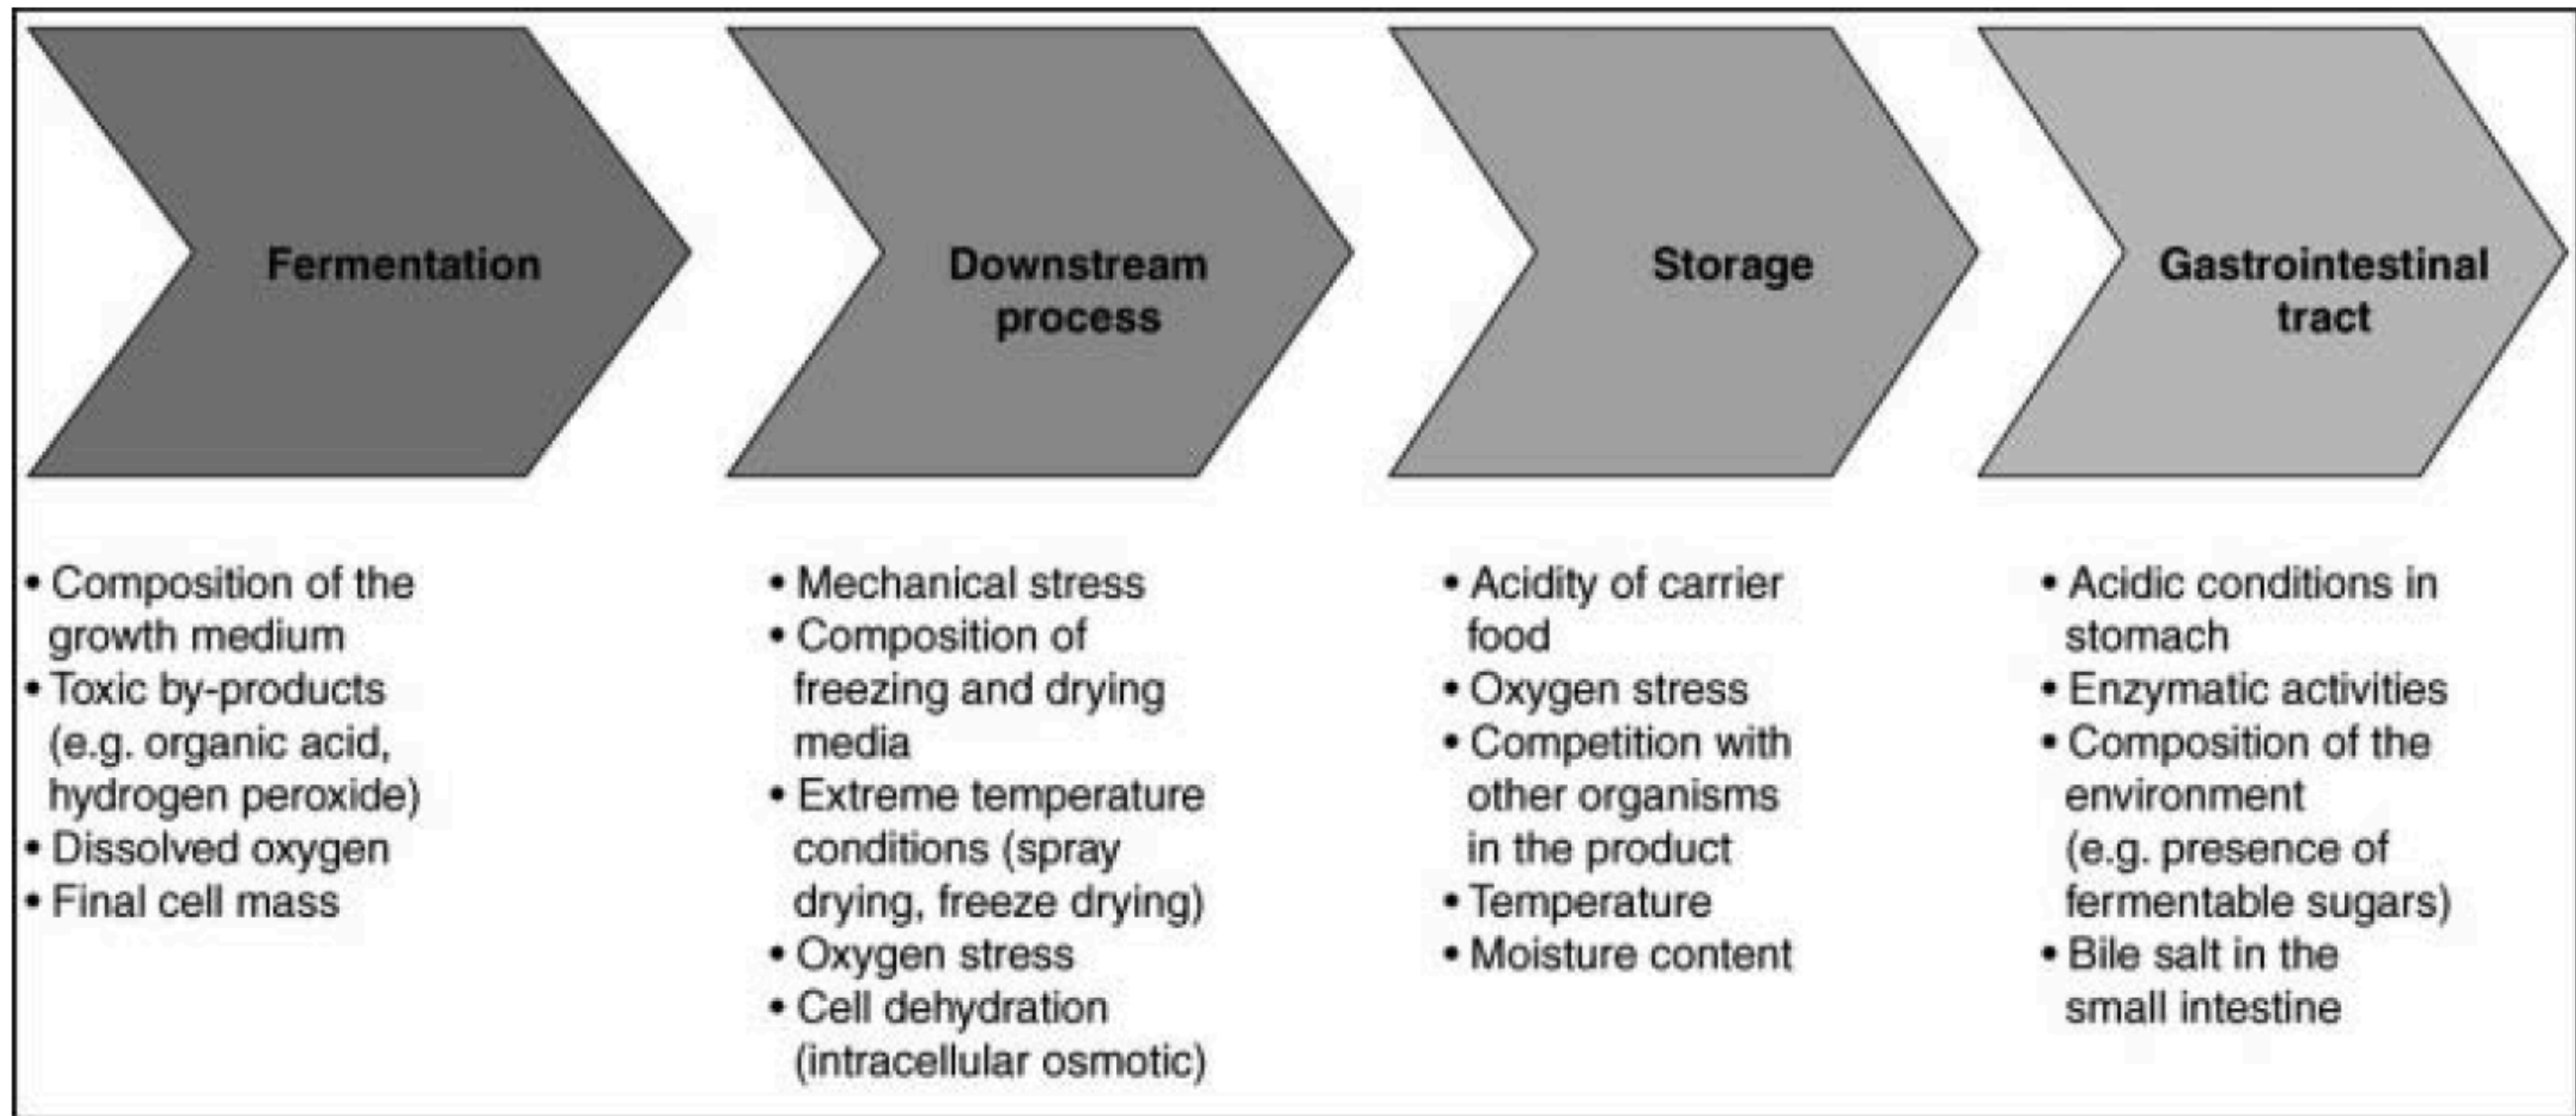 Fermentation
Downstream
process
Storage
Gastrointestinal
tract
• Composition of the
growth medium
• Toxic by-products
(e.g. organic acid,
hydrogen peroxide)
• Dissolved oxygen
• Final cell mass
• Mechanical stress
• Composition of
freezing and drying
media
• Extreme temperature
conditions (spray
drying, freeze drying)
• Oxygen stress
• Cell dehydration
(intracellular osmotic)
• Acidity of carrier
food
• Oxygen stress
• Competition with
other organisms
in the product
• Temperature
• Moisture content
• Acidic conditions in
stomach
• Enzymatic activities
• Composition of the
environment
(e.g. presence of
fermentable sugars)
• Bile salt in the
small intestine